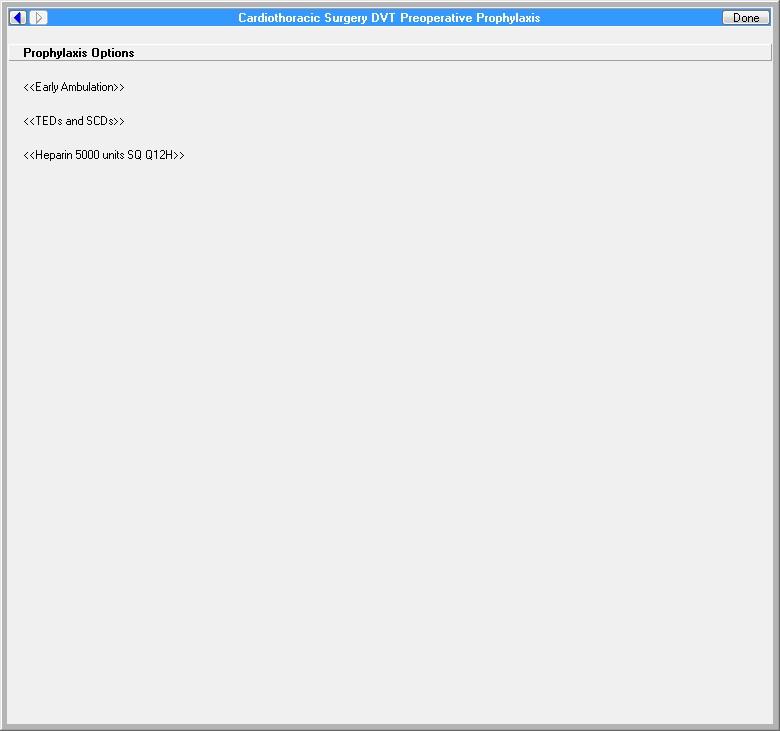 Cardiothoracic Surgery DVT Preoperative Prophylaxis
Done
Prophylaxis Options
<<Early Ambulation>>
<<TEDs and SCDs>>
<<Heparin 5000 units SQ Q12H>>